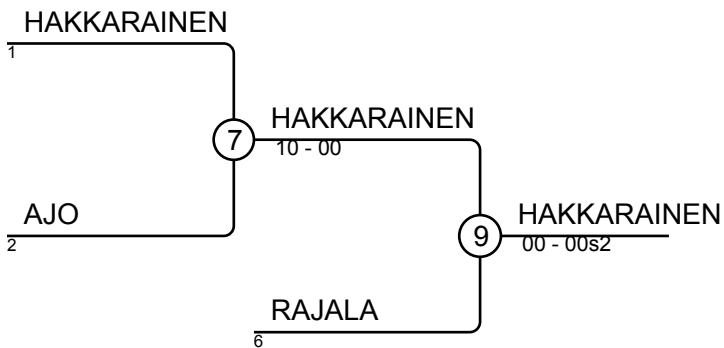 HAKKARAINEN
1
7
HAKKARAINEN
10 - 00
AJO
2
9
HAKKARAINEN
00 - 00s2
RAJALA
6